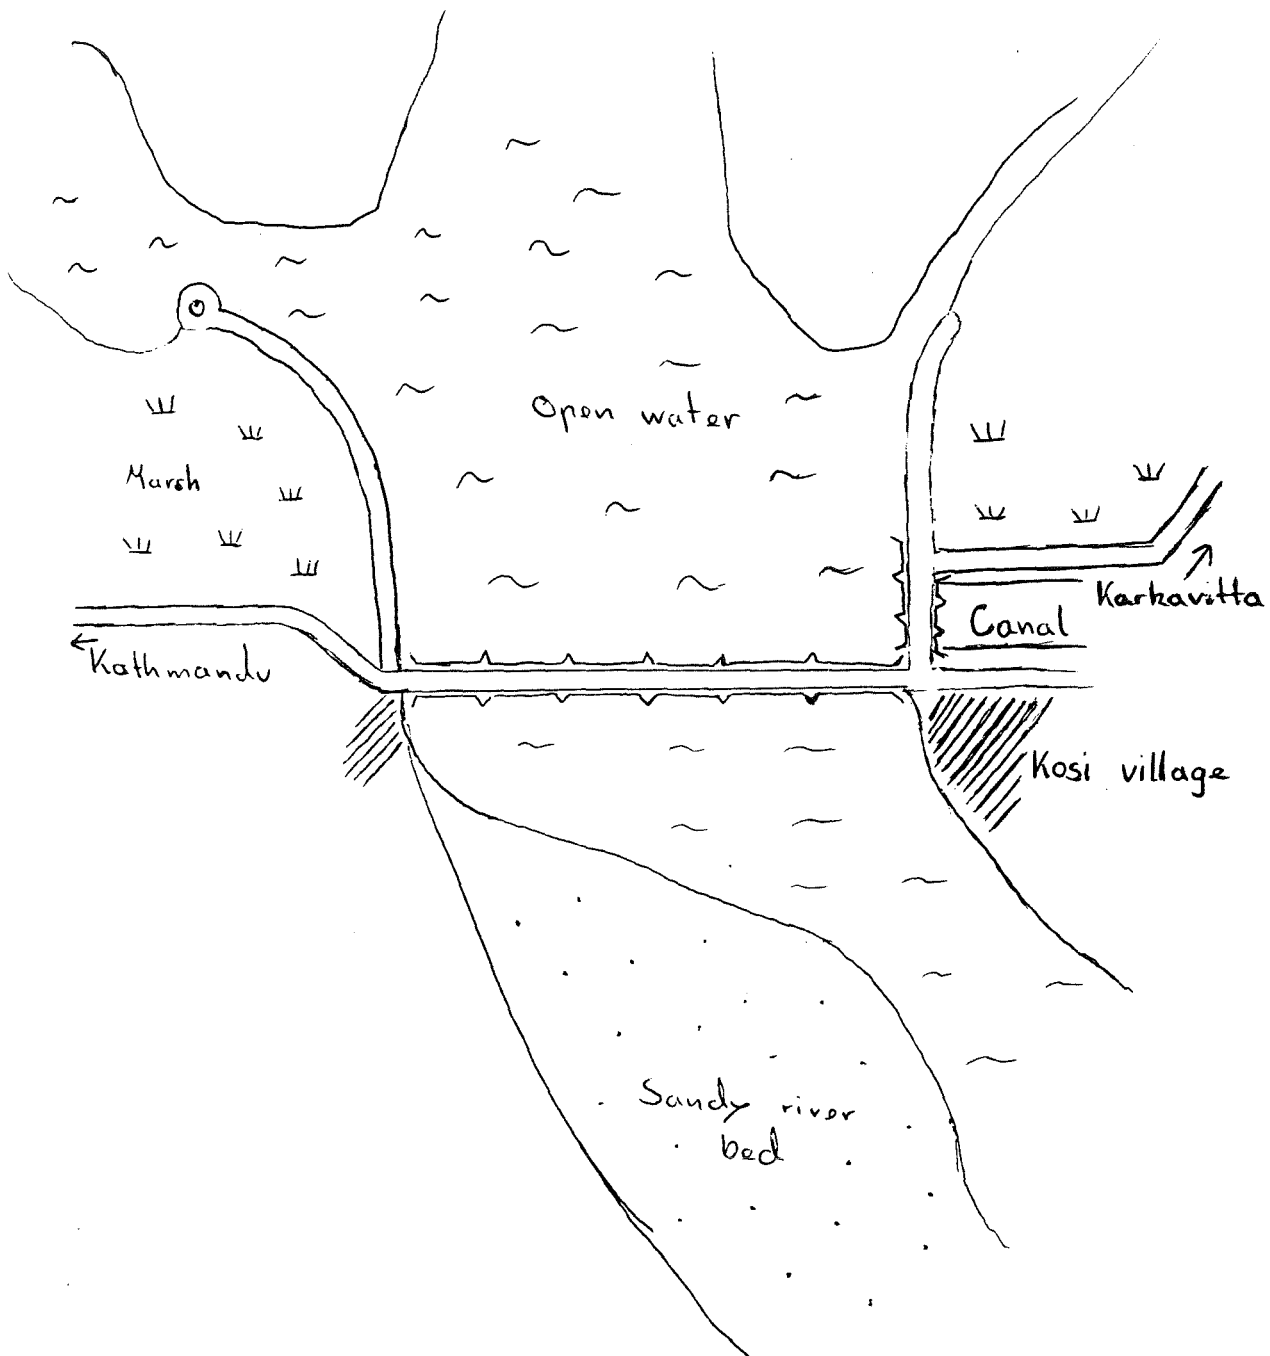 Open water
Marsh
Karkavitta
Canal
Kathmandu
Kosi village
Sandy river
bed